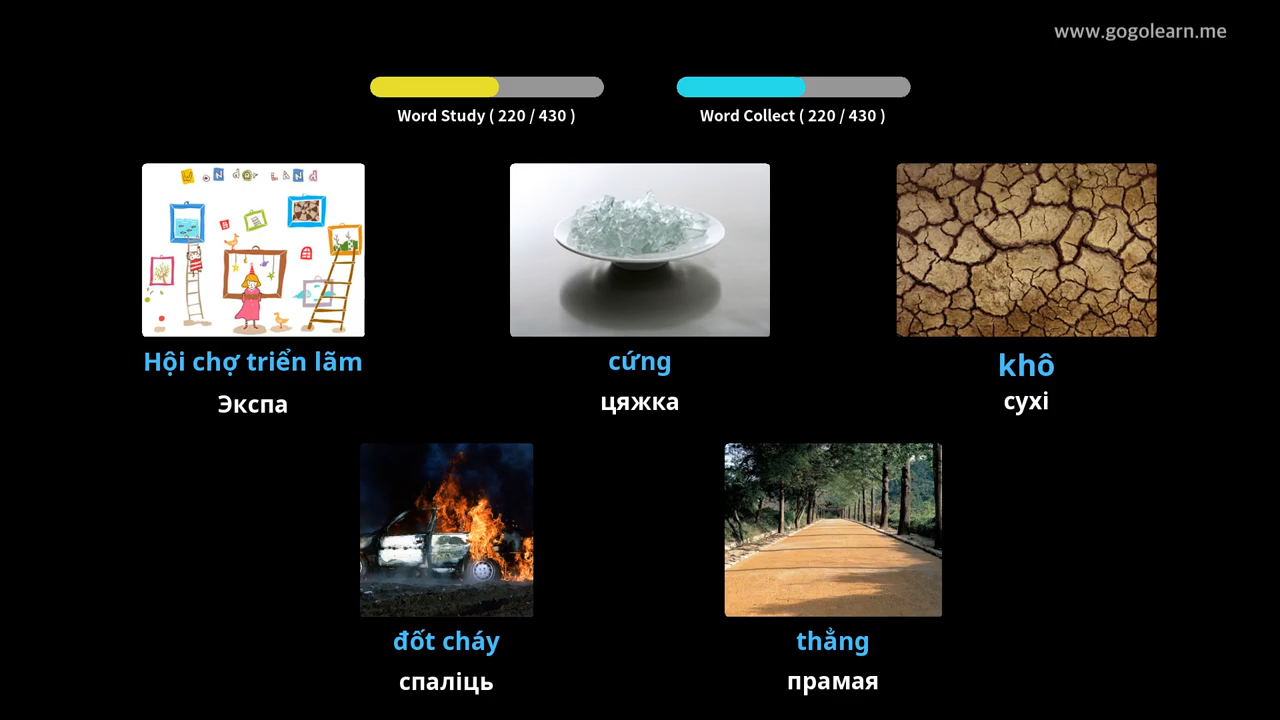 www.gogolearn.me
Word Study ( 220 / 430 )
Word Collect ( 220 / 430 )
Hội chợ triển lãm
Экспа
cứng
цяжка
khô
сухі
đốt cháy
спаліць
thẳng
прамая